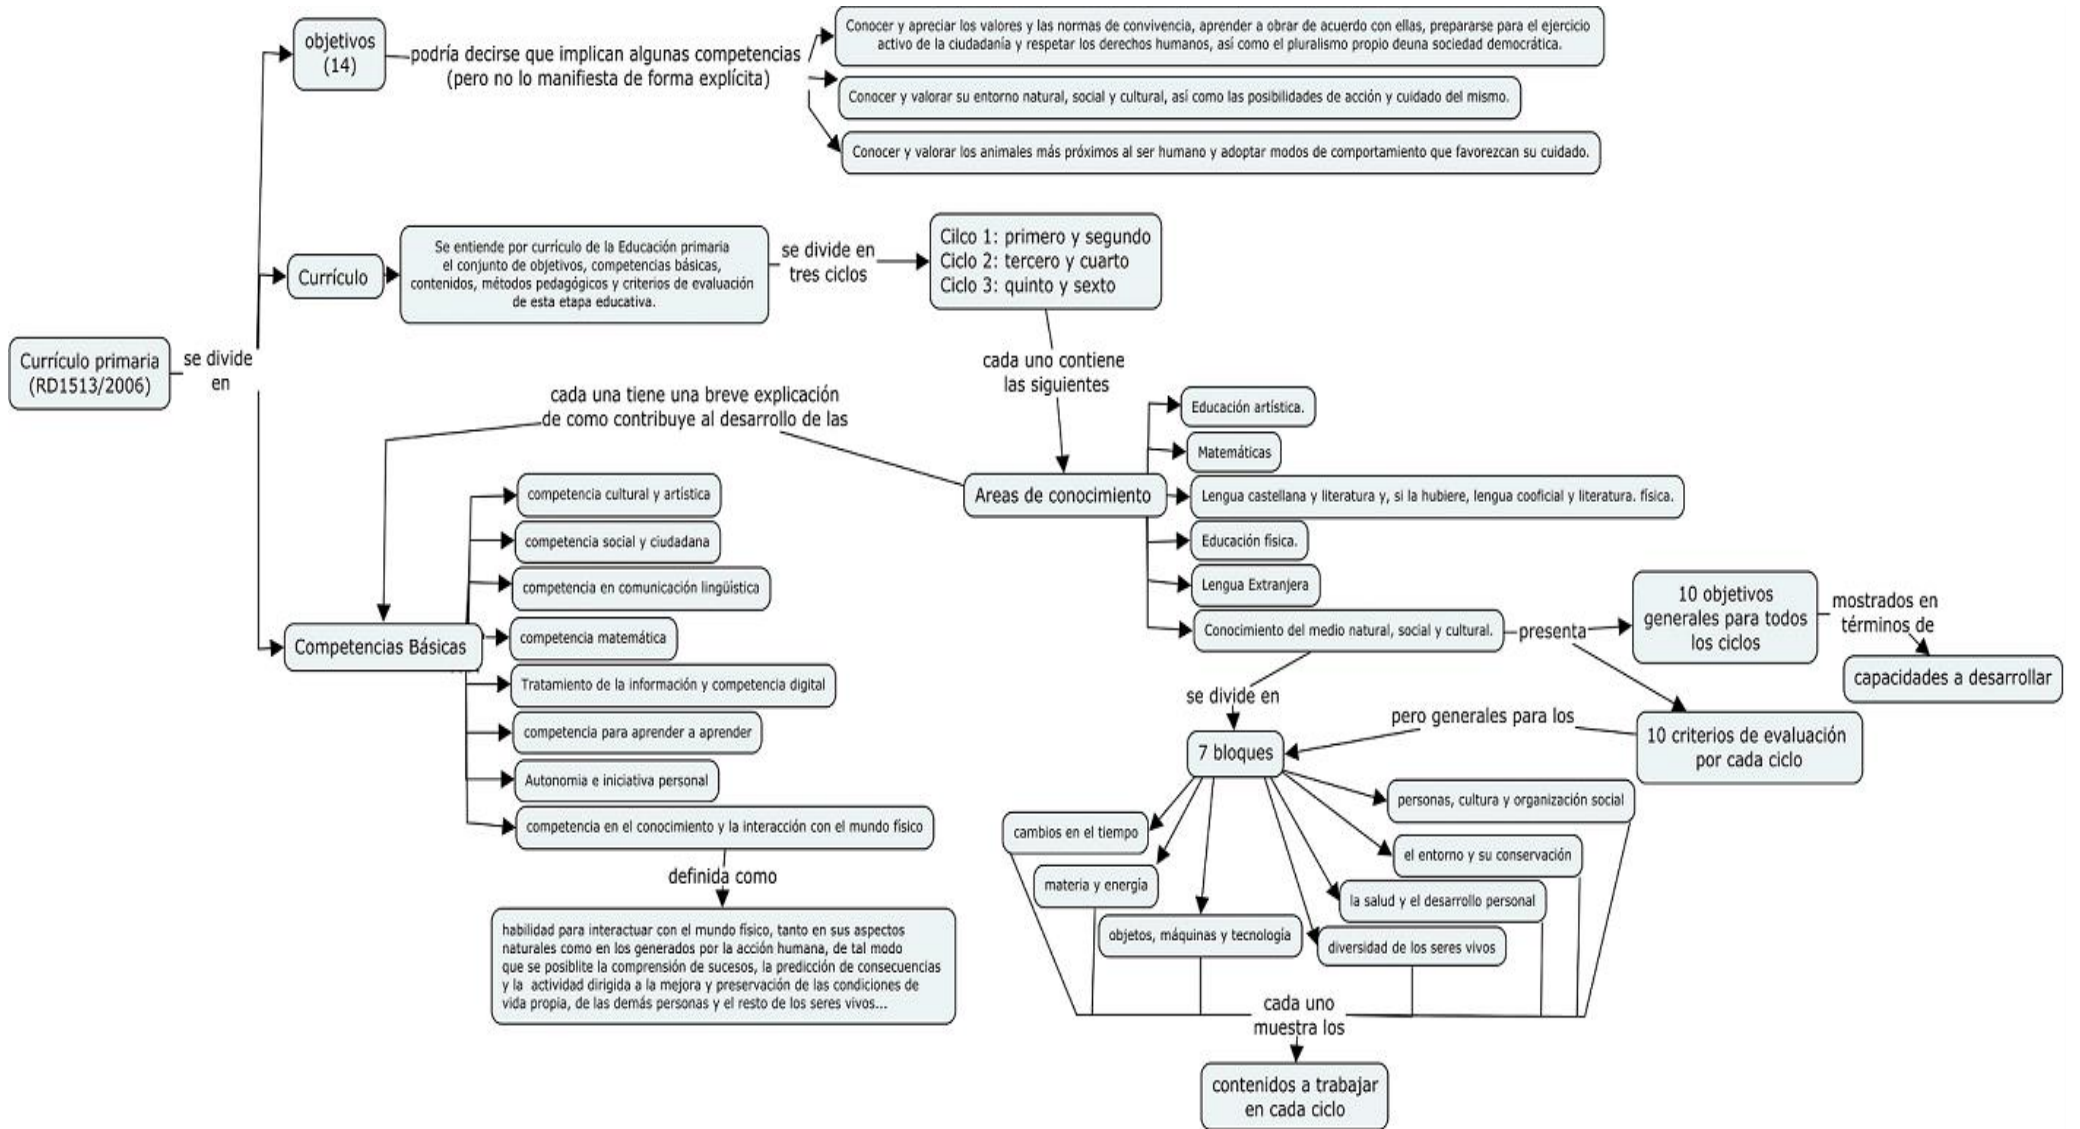 objetivos
(14)
podría decirse que implican algunas competencias
(pero no lo manifiesta de forma explícita)
Conocer y apreciar los valores y las normas de convivencia, aprender a obrar de acuerdo con ellas, prepararse para el ejercicio
activo de la ciudadanía y respetar los derechos humanos, así como el pluralismo propio deuna sociedad democrática.
Conocer y valorar su entorno natural, social y cultural, así como las posibilidades de acción y cuidado del mismo.
Conocer y valorar los animales más próximos al ser humano y adoptar modos de comportamiento que favorezcan su cuidado.
Currículo
Se entiende por currículo de la Educación primaria
el conjunto de objetivos, competencias básicas,
contenidos, métodos pedagógicos y criterios de evaluación
de esta etapa educativa.
se divide en
tres ciclos
Cilco 1: primero y segundo
Ciclo 2: tercero y cuarto
Ciclo 3: quinto y sexto
Currículo primaria
(RD1513/2006)
se divide
en
cada uno contiene
las siguientes
cada una tiene una breve explicación
de como contribuye al desarrollo de las
Areas de conocimiento
Educación artística.
Matemáticas
Lengua castellana y literatura y, si la hubiere, lengua cooficial y literatura. física.
Educación física.
Lengua Extranjera
Conocimiento del medio natural, social y cultural.
presenta
10 objetivos
generales para todos
los ciclos
mostrados en
términos de
capacidades a desarrollar
10 criterios de evaluación
por cada ciclo
pero generales para los
se divide en
7 bloques
Competencias Básicas
competencia cultural y artística
competencia social y ciudadana
competencia en comunicación lingüística
competencia matemática
Tratamiento de la información y competencia digital
competencia para aprender a aprender
Autonomia e iniciativa personal
competencia en el conocimiento y la interacción con el mundo físico
definida como
habilidad para interactuar con el mundo físico, tanto en sus aspectos
naturales como en los generados por la acción humana, de tal modo
que se posiblite la comprensión de sucesos, la predicción de consecuencias
y la actividad dirigida a la mejora y preservación de las condiciones de
vida propia, de las demás personas y el resto de los seres vivos...
cambios en el tiempo
materia y energía
objetos, máquinas y tecnología
diversidad de los seres vivos
la salud y el desarrollo personal
el entorno y su conservación
personas, cultura y organización social
cada uno
muestra los
contenidos a trabajar
en cada ciclo